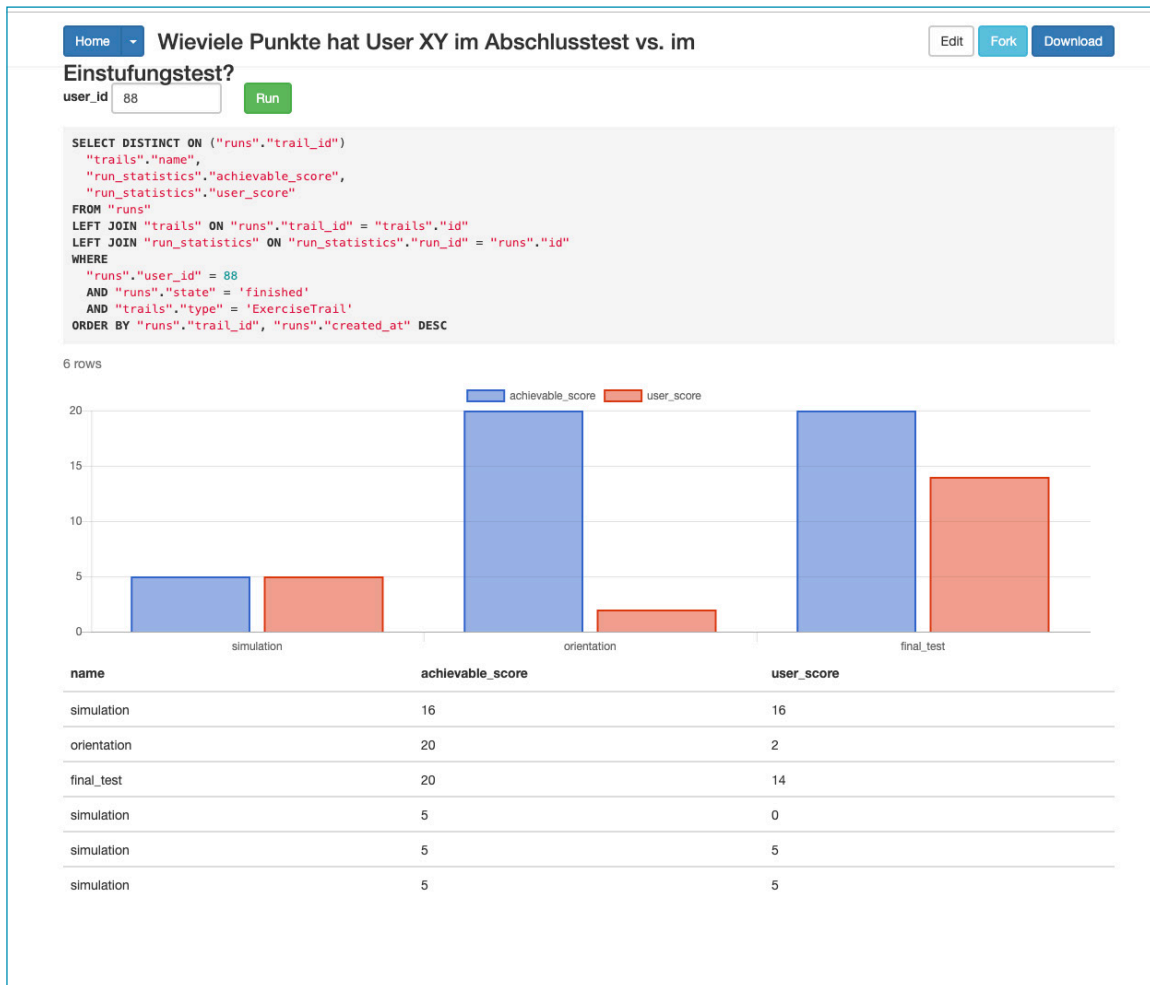 Home Wieviele Punkte hat User XY im Abschlusstest vs. im Edit Fork Download
Einstufungstest?
user_id 88 Run
SELECT DISTINCT ON ("runs"."trail_id")
"trails"."name",
"run_statistics"."achievable_score",
"run_statistics"."user_score"
FROM "runs"
LEFT JOIN "trails" ON "runs"."trail_id" = "trails"."id"
LEFT JOIN "run_statistics" ON "run_statistics"."run_id" = "runs"."id"
WHERE
"runs"."user_id" = 88
AND "runs"."state" = 'finished'
AND "trails"."type" = 'ExerciseTrail'
ORDER BY "runs"."trail_id", "runs"."created_at" DESC
6 rows
achievable_score user_score
20
15
10
5
0
simulation orientation final_test
name achievable_score user_score
simulation 16 16
orientation 20 2
final_test 20 14
simulation 5 0
simulation 5 5
simulation 5 5